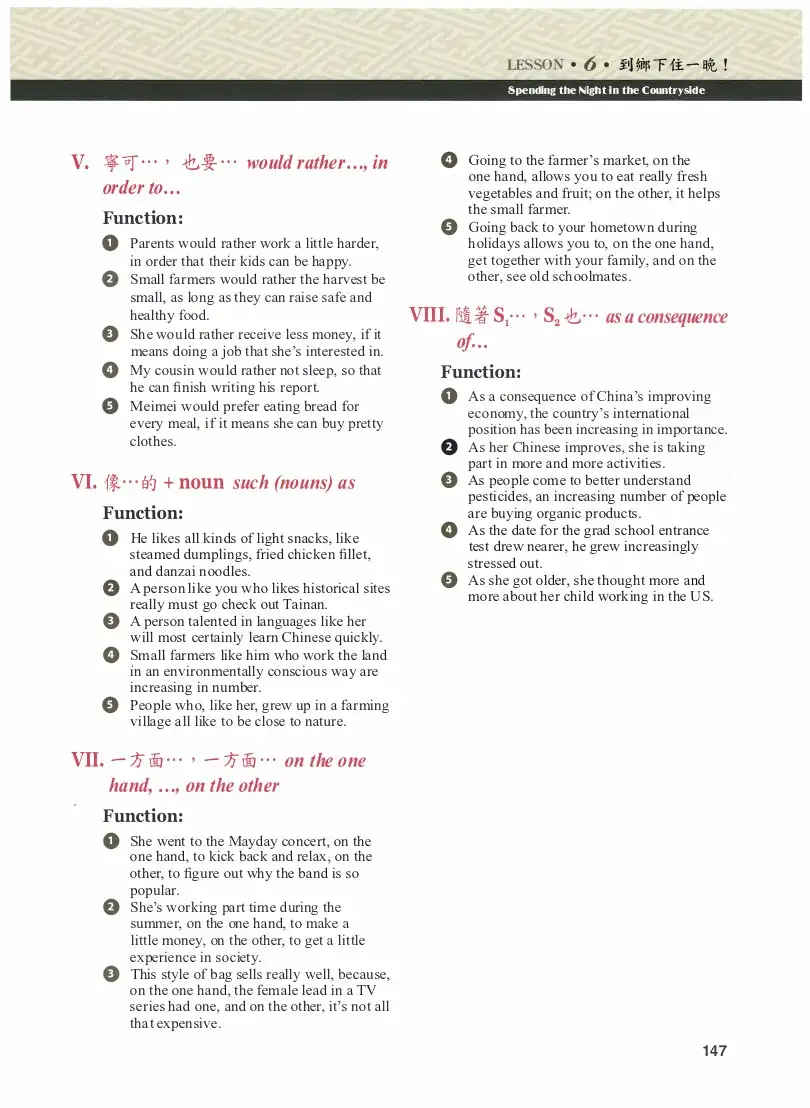 LESSON • 6 • 到鄉下住一晚！
Spending the Night in the Countryside
V. 寧可…，也要… would rather…, in
order to…
Function:
1 Parents would rather work a little harder,
in order that their kids can be happy.
2 Small farmers would rather the harvest be
small, as long as they can raise safe and
healthy food.
3 She would rather receive less money, if it
means doing a job that she's interested in.
4 My cousin would rather not sleep, so that
he can finish writing his report.
5 Meimei would prefer eating bread for
every meal, if it means she can buy pretty
clothes.
VI. 像…的 + noun such (nouns) as
Function:
1 He likes all kinds of light snacks, like
steamed dumplings, fried chicken fillet,
and danzai noodles.
2 A person like you who likes historical sites
really must go check out Tainan.
3 A person talented in languages like her
will most certainly learn Chinese quickly.
4 Small farmers like him who work the land
in an environmentally conscious way are
increasing in number.
5 People who, like her, grew up in a farming
village all like to be close to nature.
VII. 一方面…，一方面… on the one
hand, …, on the other
Function:
1 She went to the Mayday concert, on the
one hand, to kick back and relax, on the
other, to figure out why the band is so
popular.
2 She's working part time during the
summer, on the one hand, to make a
little money, on the other, to get a little
experience in society.
3 This style of bag sells really well, because,
on the one hand, the female lead in a TV
series had one, and on the other, it's not all
that expensive.
4 Going to the farmer's market, on the
one hand, allows you to eat really fresh
vegetables and fruit; on the other, it helps
the small farmer.
5 Going back to your hometown during
holidays allows you to, on the one hand,
get together with your family, and on the
other, see old schoolmates.
VIII. 隨著 S₁…，S₂ 也… as a consequence
of…
Function:
1 As a consequence of China's improving
economy, the country's international
position has been increasing in importance.
2 As her Chinese improves, she is taking
part in more and more activities.
3 As people come to better understand
pesticides, an increasing number of people
are buying organic products.
4 As the date for the grad school entrance
test drew nearer, he grew increasingly
stressed out.
5 As she got older, she thought more and
more about her child working in the US.
147